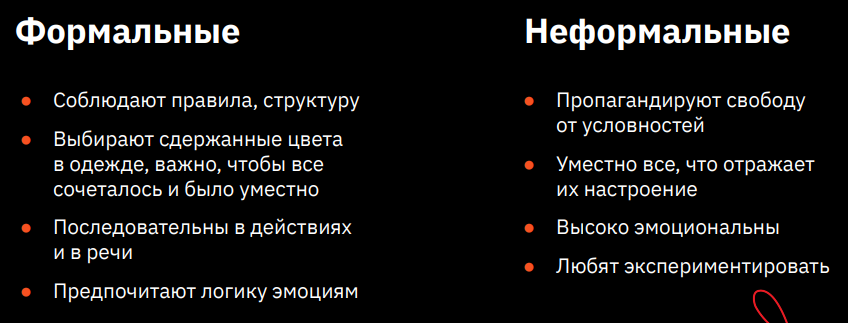 Формальные
Соблюдают правила, структуру
Выбирают сдержанные цвета
в одежде, важно, чтобы все
сочеталось и было уместно
Последовательны в действиях
и в речи
Предпочитают логику эмоциям
Неформальные
Пропагандируют свободу
от условностей
Уместно все, что отражает
их настроение
Высоко эмоциональны
Любят экспериментировать